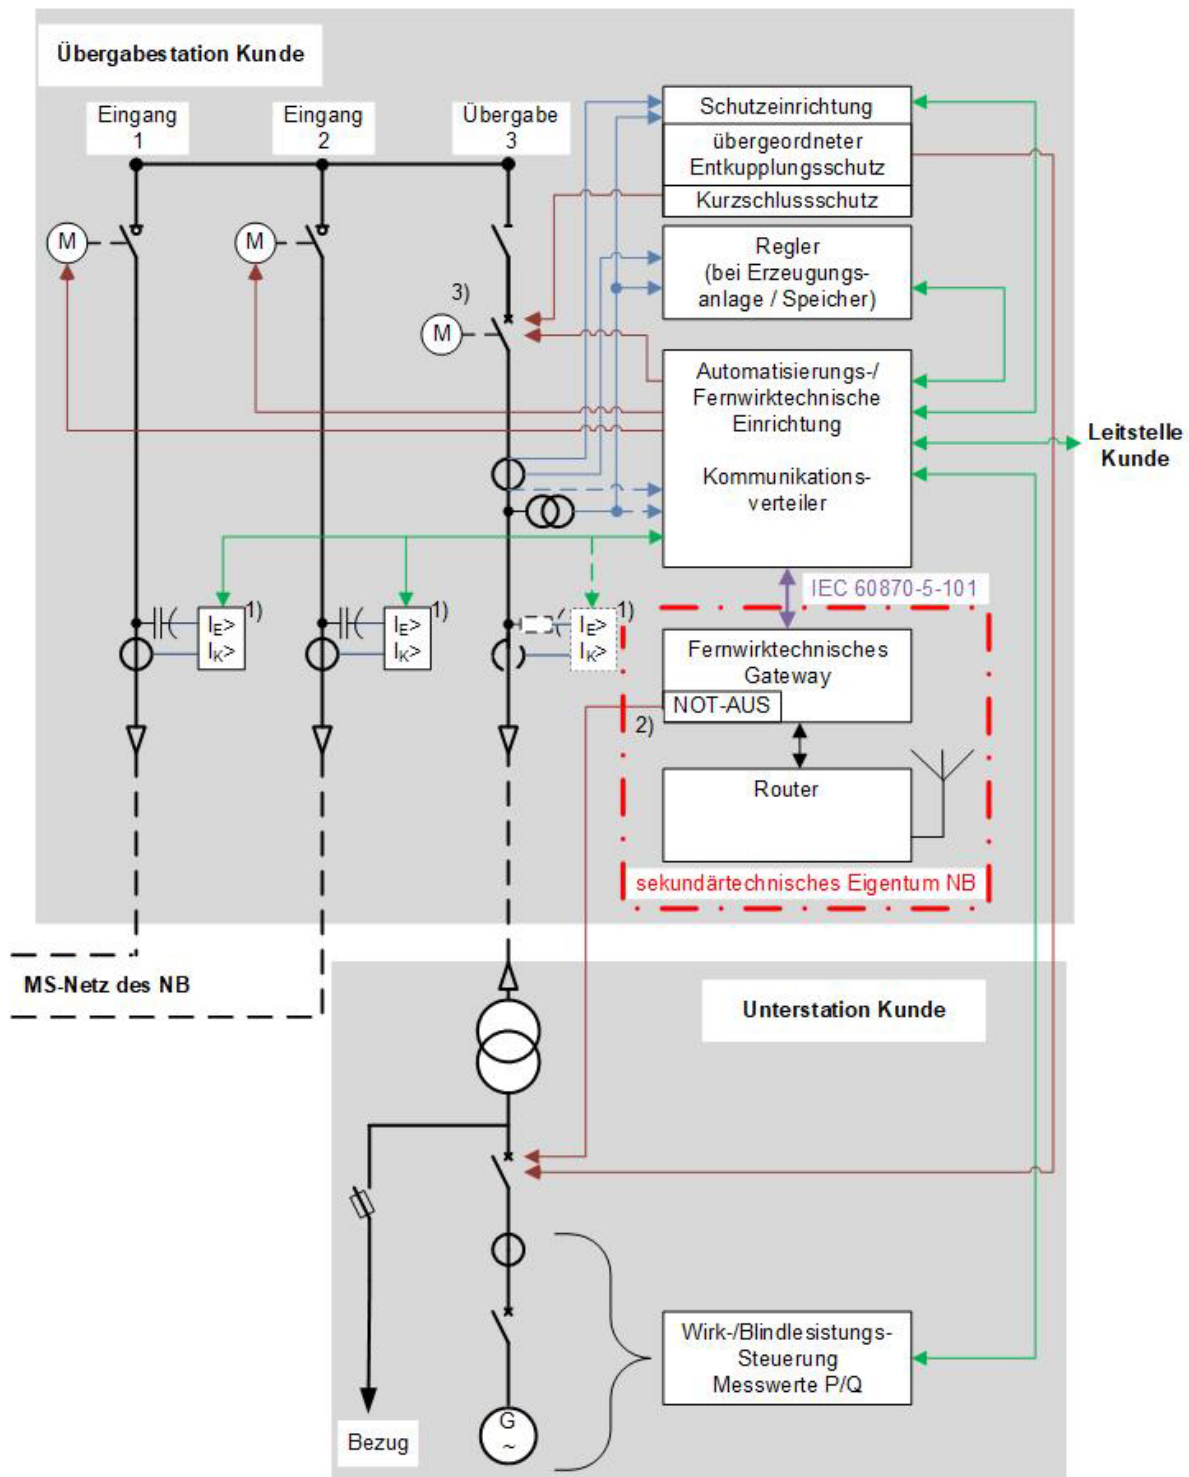 Übergabestation Kunde
Eingang
1
Eingang
2
Übergabe
3
Schutzeinrichtung
übergeordneter
Entkupplungsschutz
Kurzschlussschutz
M
M
Regler
(bei Erzeugungs-
anlage / Speicher)
3)
M
Automatisierungs-/
Fernwirktechnische
Einrichtung
Kommunikations-
verteiler
Leitstelle
Kunde
IEC 60870-5-101
IE>
IK>
1)
IE>
IK>
1)
IE>
IK>
1)
Fernwirktechnisches
Gateway
NOT-AUS
2)
Router
sekundärtechnisches Eigentum NB
MS-Netz des NB
Unterstation Kunde
Wirk-/Blindlesistungs-
Steuerung
Messwerte P/Q
G
~
Bezug